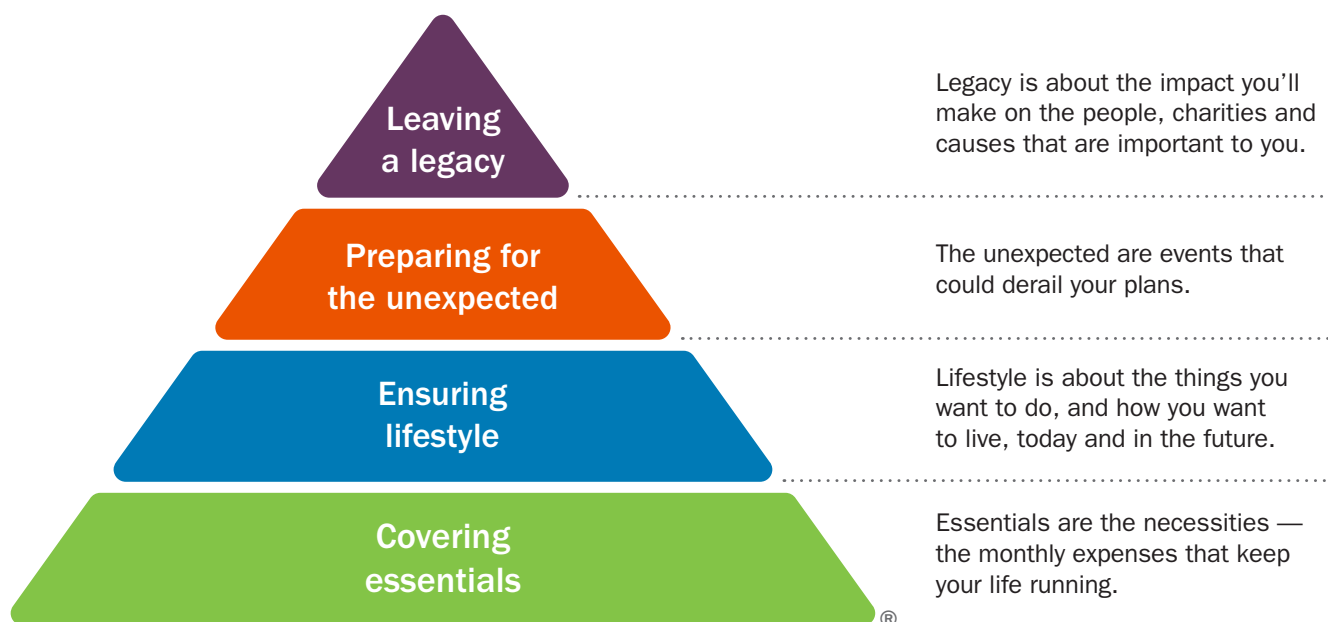 Leaving
a legacy
Legacy is about the impact you’ll
make on the people, charities and
causes that are important to you.
Preparing for
the unexpected
The unexpected are events that
could derail your plans.
Ensuring
lifestyle
Lifestyle is about the things you
want to do, and how you want
to live, today and in the future.
Covering
essentials
Essentials are the necessities —
the monthly expenses that keep
your life running.
®